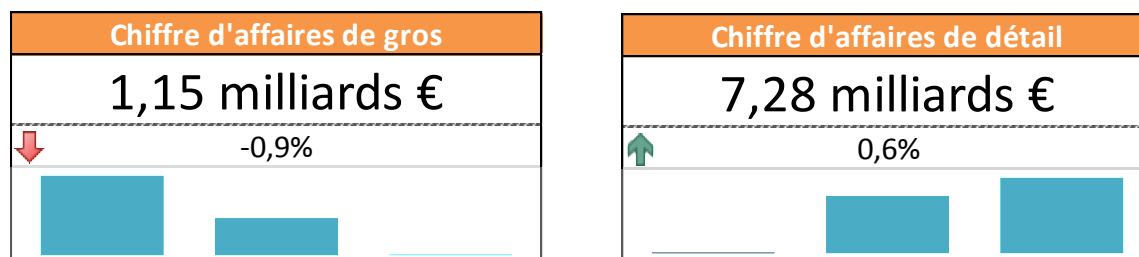 Chiffre d'affaires de gros
1,15 milliards €
-0,9%
Chiffre d'affaires de détail
7,28 milliards €
0,6%